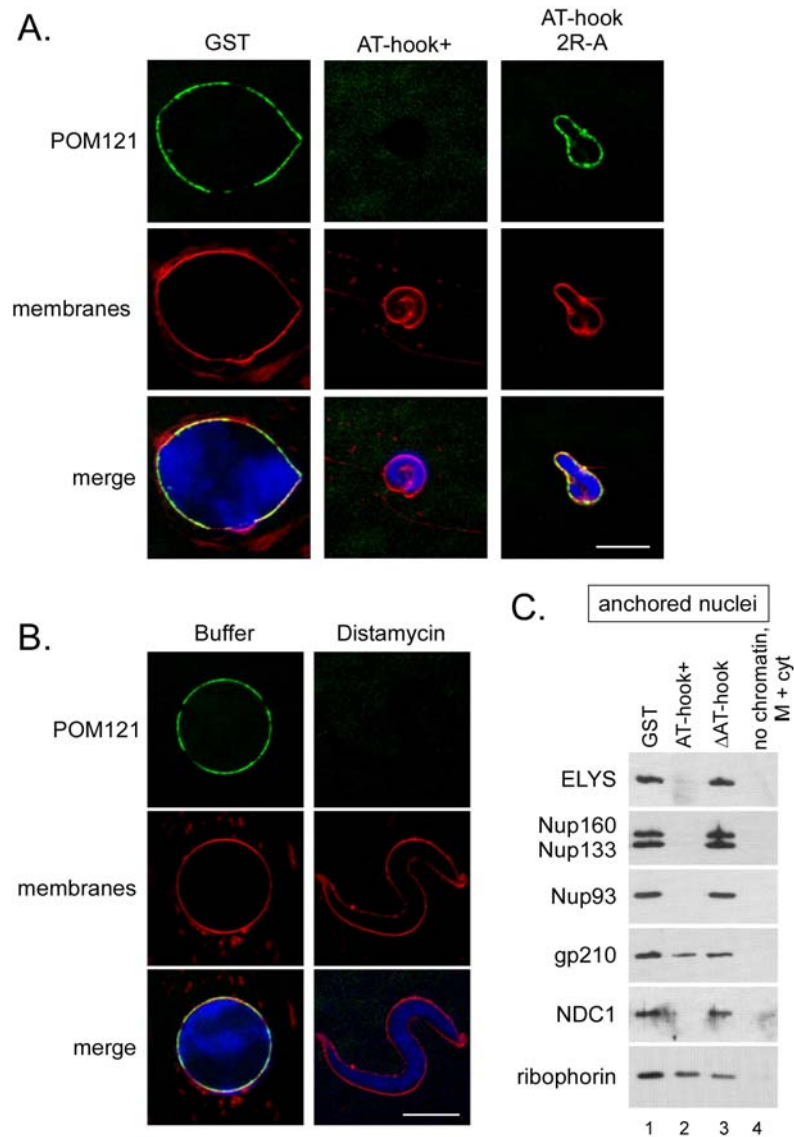 A.
GST
AT-hook+
AT-hook
2R-A
POM121
membranes
merge
B.
Buffer
Distamycin
POM121
membranes
merge
C.
anchored nuclei
GST
AT-hook+
ΔAT-hook
no chromatin,
M + cyt
ELYS
Nup160
Nup133
Nup93
gp210
NDC1
ribophorin
1 2 3 4